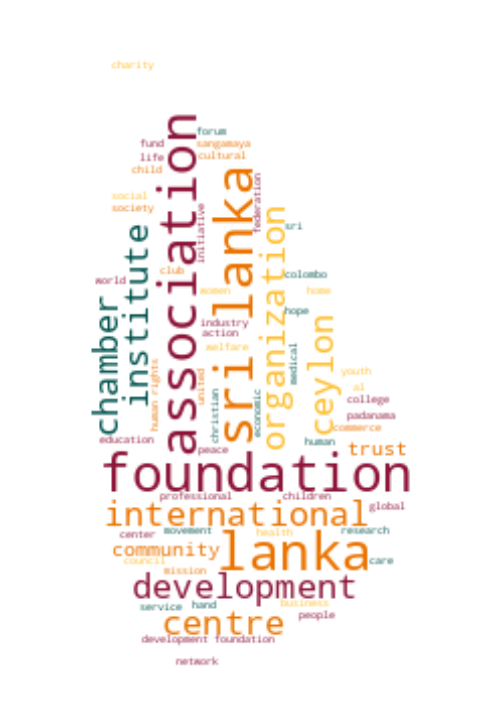 charity
forum
fund
sangamaya
life
cultural
child
association
sri lanka
federation
social
society
initiative
organization
sri
institute
club
world
colombo
women
home
chamber
hope
industry
action
ceylon
welfare
medical
human rights
united
christian
economic
youth
al
college
padanama
commerce
education
human
peace
trust
foundation
professional
children
global
international
movement
research
center
health
community
lanka
council
care
mission
development
service
hand
business
people
centre
development foundation
network